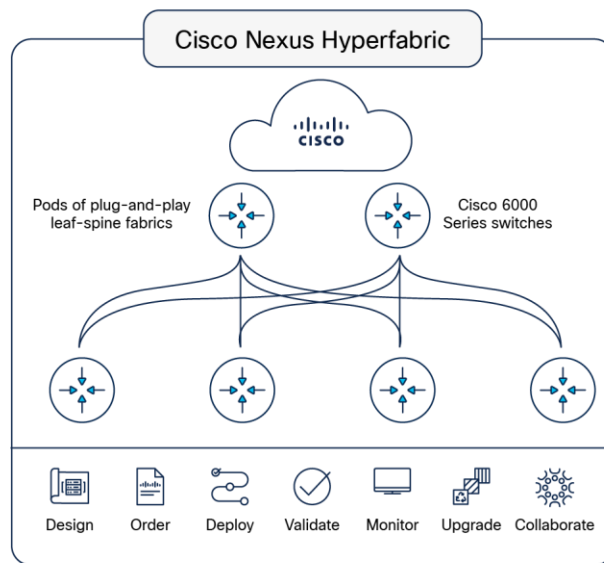 Cisco Nexus Hyperfabric
CISCO
Pods of plug-and-play
leaf-spine fabrics
Cisco 6000
Series switches
Design
Order
Deploy
Validate
Monitor
Upgrade
Collaborate